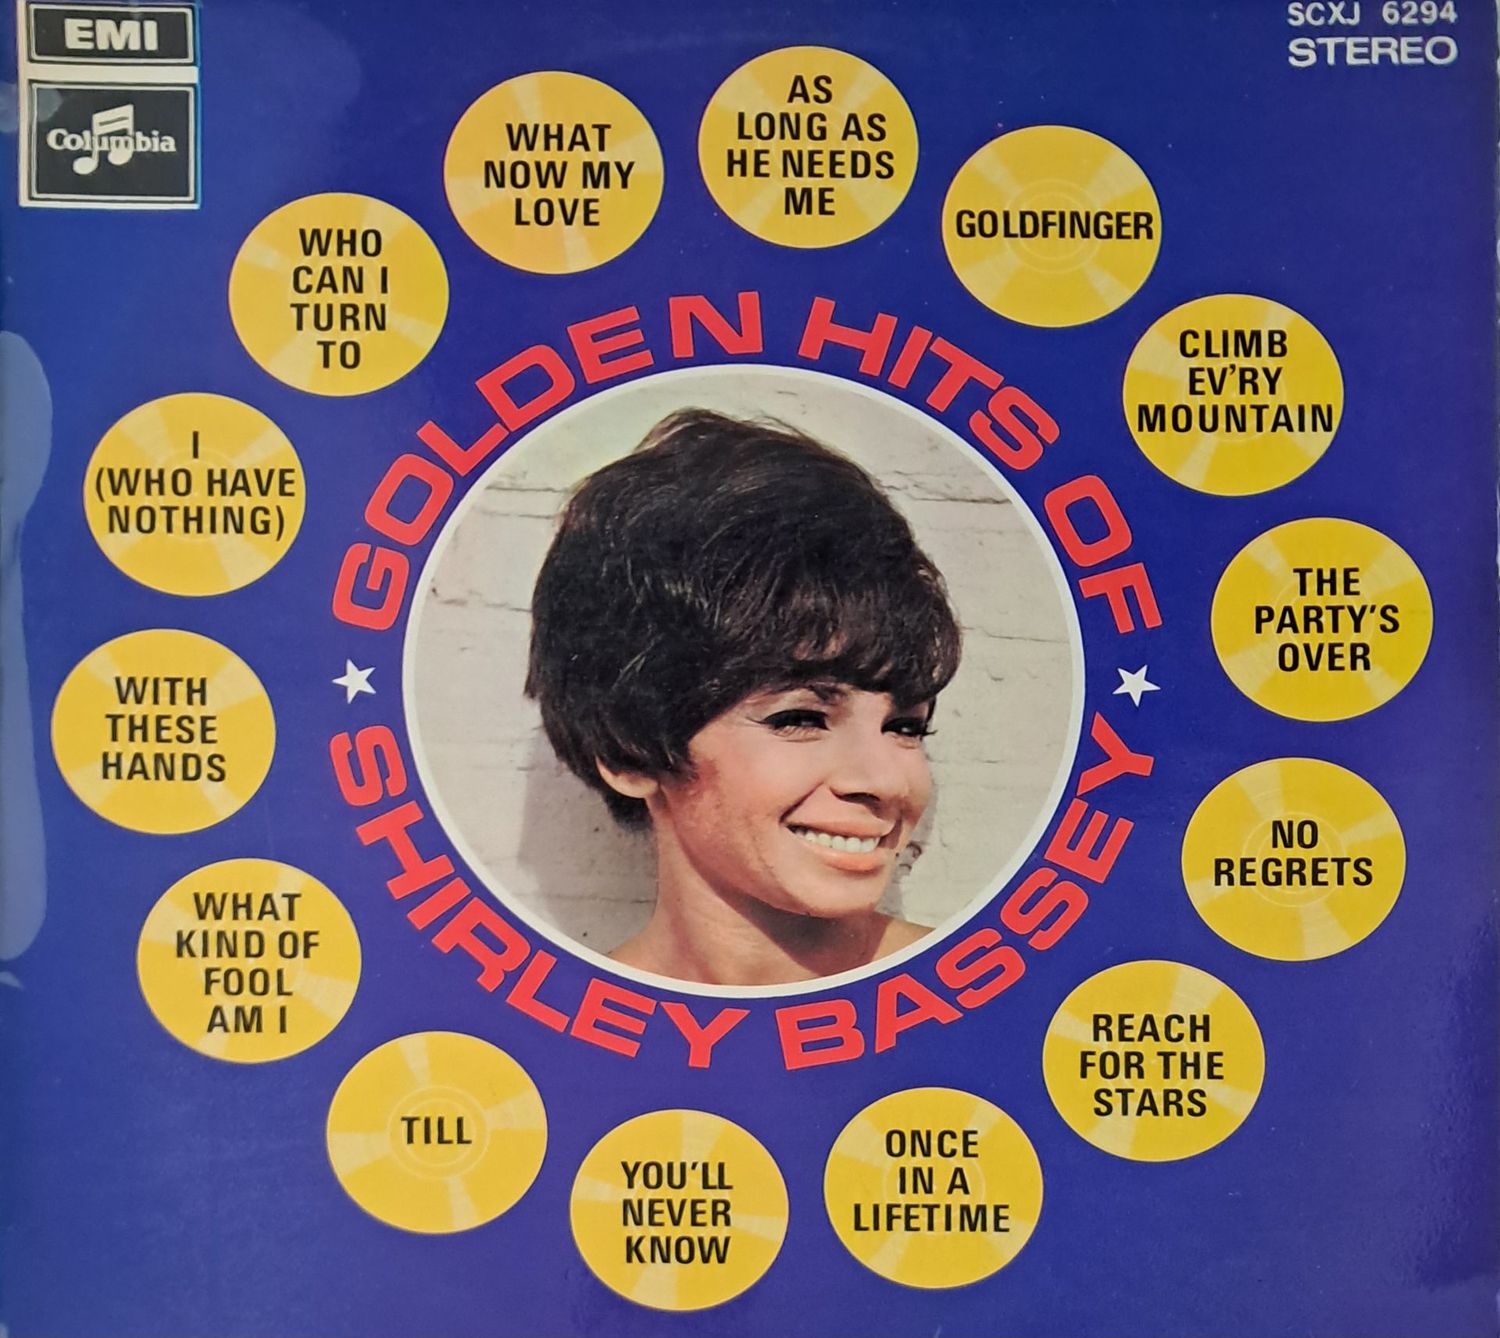 EMI
Columbia
SCXJ 6294
STEREO
AS
LONG AS
HE NEEDS
ME
GOLDFINGER
CLIMB
EV'RY
MOUNTAIN
THE
PARTY'S
OVER
NO
REGRETS
REACH
FOR THE
STARS
ONCE
IN A
LIFETIME
YOU'LL
NEVER
KNOW
TILL
WHAT
KIND OF
FOOL
AM I
WITH
THESE
HANDS
I
(WHO HAVE
NOTHING)
WHO
CAN I
TURN
TO
WHAT
NOW MY
LOVE
GOLDEN HITS OF
SHIRLEY BASSEY